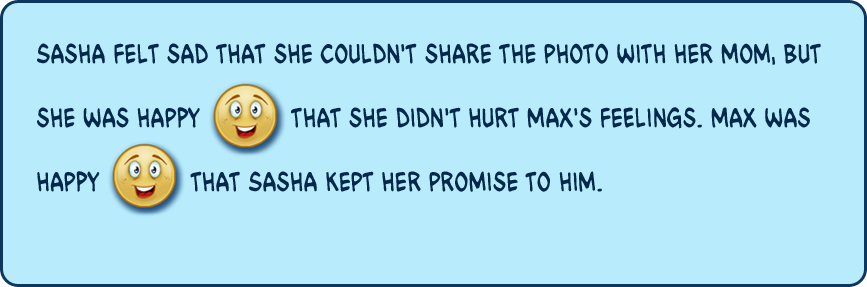 SASHA FELT SAD THAT SHE COULDN'T SHARE THE PHOTO WITH HER MOM, BUT
SHE WAS HAPPY THAT SHE DIDN'T HURT MAX'S FEELINGS. MAX WAS
HAPPY THAT SASHA KEPT HER PROMISE TO HIM.